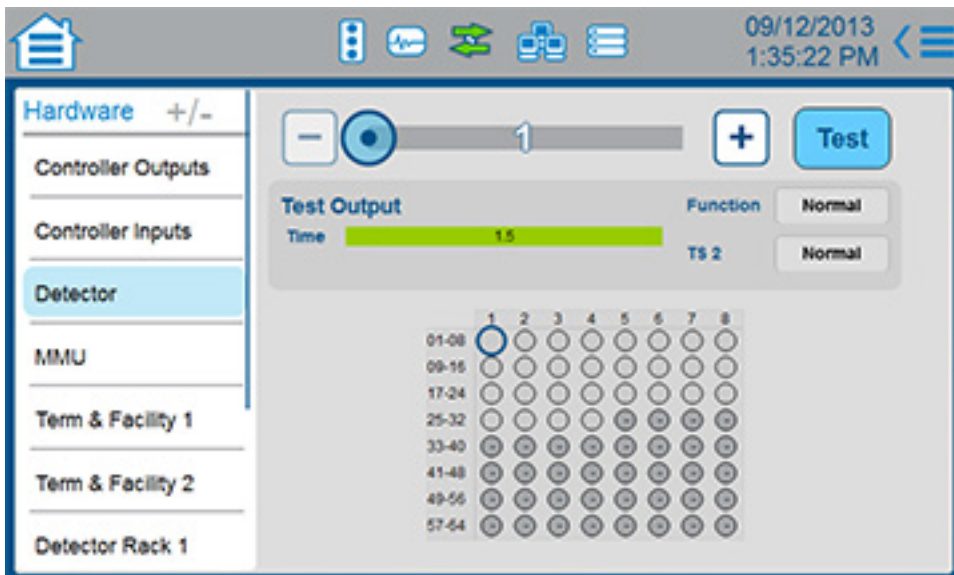 09/12/2013
1:35:22 PM
Hardware +/-
Controller Outputs
Controller Inputs
Detector
MMU
Term & Facility 1
Term & Facility 2
Detector Rack 1
- 1 + Test
Test Output
Function Normal
Time 1.5
TS 2 Normal
1 2 3 4 5 6 7 8
01-08
09-16
17-24
25-32
33-40
41-48
49-56
57-64